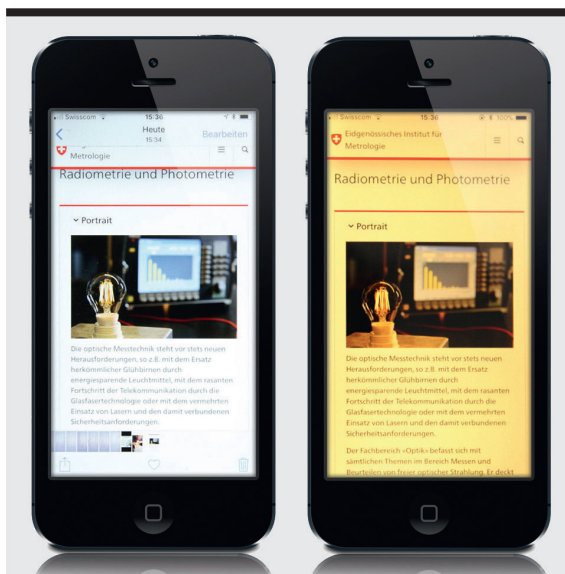 Swisscom
15:36
Heute
15:34
Bearbeiten
Metrologie
Radiometrie und Photometrie
Portrait
Die optische Messtechnik steht vor stets neuen
Herausforderungen, so z.B. mit dem Ersatz
herkömmlicher Glühbirnen durch
energiesparende Leuchtmittel, mit dem rasanten
Fortschritt der Telekommunikation durch die
Glasfasertechnologie oder mit dem vermehrten
Einsatz von Lasern und den damit verbundenen
Sicherheitsanforderungen.
Swisscom
15:36
100%
Eidgenössisches Institut für
Metrologie
Radiometrie und Photometrie
Portrait
Die optische Messtechnik steht vor stets neuen
Herausforderungen, so z.B. mit dem Ersatz
herkömmlicher Glühbirnen durch
energiesparende Leuchtmittel, mit dem rasanten
Fortschritt der Telekommunikation durch die
Glasfasertechnologie oder mit dem vermehrten
Einsatz von Lasern und den damit verbundenen
Sicherheitsanforderungen.
Der Fachbereich «Optik» befasst sich mit
sämtlichen Themen im Bereich Messen und
Beurteilen von freier optischer Strahlung. Er deckt